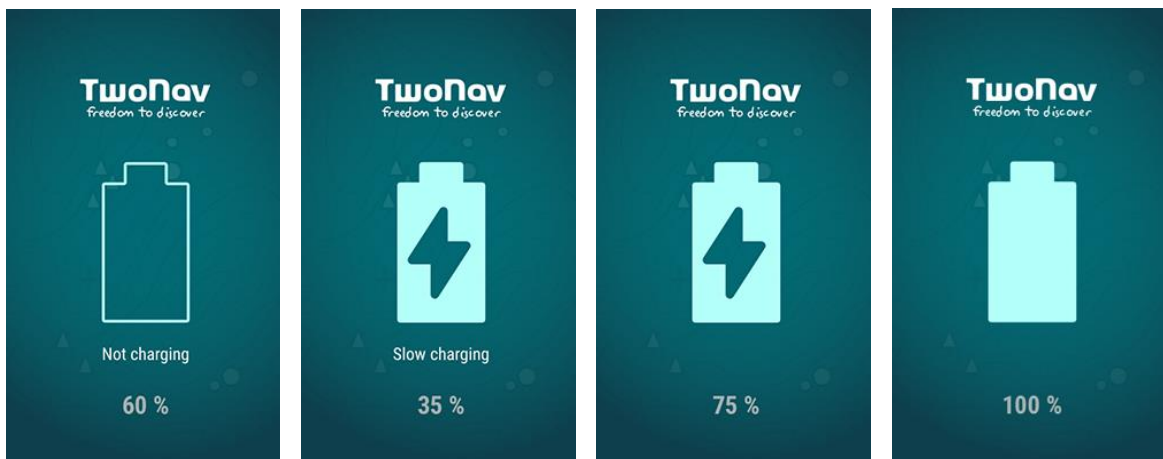 TwoNav
freedom to discover
Not charging
60 %
TwoNav
freedom to discover
Slow charging
35 %
TwoNav
freedom to discover
75 %
TwoNav
freedom to discover
100 %